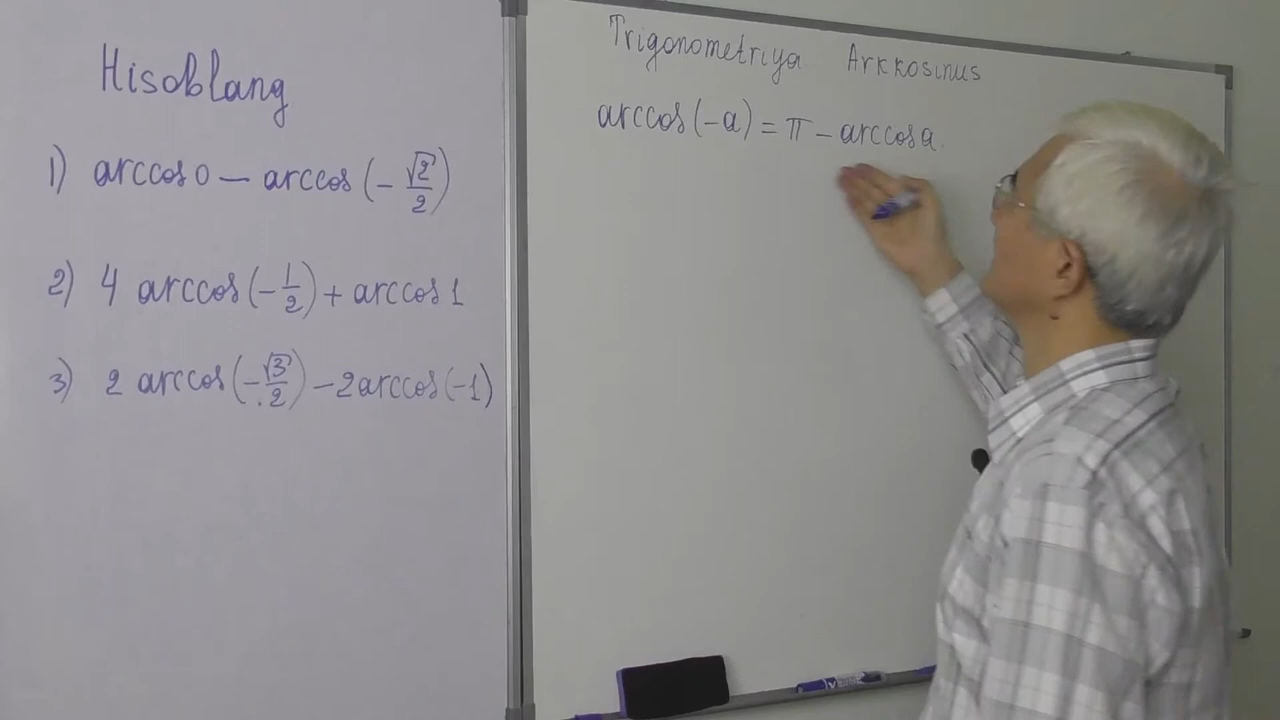 Hisoblang
1) arccos 0 − arccos (−√2/2)
2) 4 arccos (−1/2) + arccos 1
3) 2 arccos (−√3/2) − 2 arccos (−1)
Trigonometriya Arkkosinus
arccos (−a) = π − arccos a.